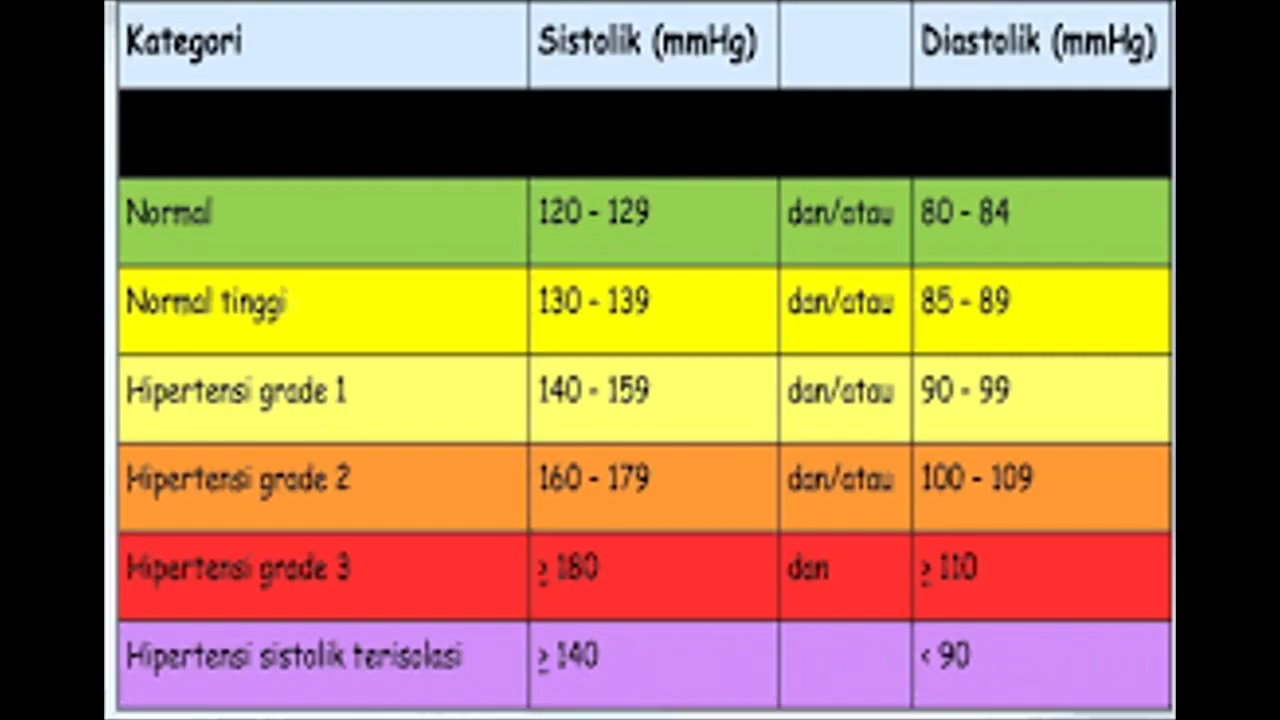 Kategori Sistolik (mmHg) Diastolik (mmHg)
Normal 120 - 129 dan/atau 80 - 84
Normal tinggi 130 - 139 dan/atau 85 - 89
Hipertensi grade 1 140 - 159 dan/atau 90 - 99
Hipertensi grade 2 160 - 179 dan/atau 100 - 109
Hipertensi grade 3 ≥ 180 dan ≥ 110
Hipertensi sistolik terisolasi ≥ 140 < 90